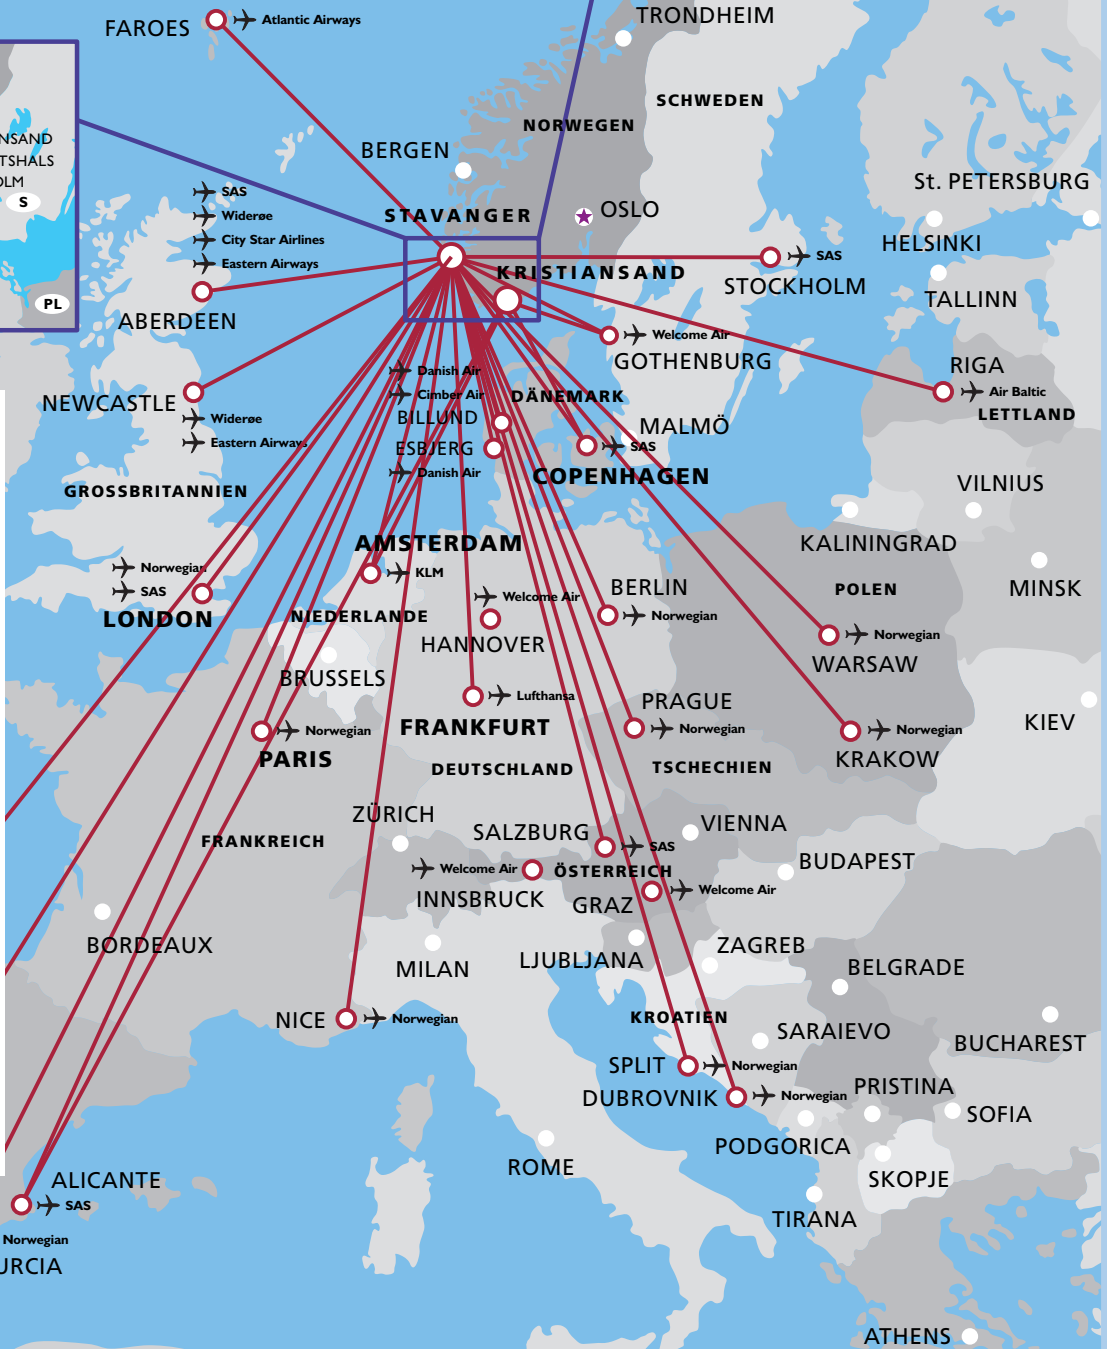 FAROES
Atlantic Airways
TRONDHEIM
SCHWEDEN
NORWEGEN
BERGEN
NSAND
TSHALS
OLM
S
PL
St. PETERSBURG
SAS
Widerøe
City Star Airlines
Eastern Airways
STAVANGER
OSLO
HELSINKI
KRISTIANSAND
SAS
STOCKHOLM
TALLINN
ABERDEEN
Welcome Air
GOTHENBURG
RIGA
Air Baltic
LETTLAND
Danish Air
Cimber Air
DÄNEMARK
NEWCASTLE
Widerøe
Eastern Airways
BILLUND
ESBJERG
Danish Air
MALMÖ
SAS
COPENHAGEN
GROSSBRITANNIEN
VILNIUS
AMSTERDAM
KLM
KALININGRAD
Norwegian
SAS
LONDON
NIEDERLANDE
Welcome Air
HANNOVER
BERLIN
Norwegian
POLEN
MINSK
Norwegian
WARSAW
BRUSSELS
Lufthansa
FRANKFURT
PRAGUE
Norwegian
Norwegian
KRAKOW
KIEV
Norwegian
PARIS
DEUTSCHLAND
TSCHECHIEN
ZÜRICH
SALZBURG
SAS
VIENNA
FRANKREICH
BUDAPEST
Welcome Air
INNSBRUCK
ÖSTERREICH
GRAZ
Welcome Air
BORDEAUX
MILAN
LJUBLJANA
ZAGREB
BELGRADE
NICE
Norwegian
KROATIEN
SARAIEVO
BUCHAREST
SPLIT
Norwegian
DUBROVNIK
Norwegian
PRISTINA
SOFIA
PODGORICA
ROME
SKOPJE
ALICANTE
SAS
TIRANA
Norwegian
URCIA
ATHENS